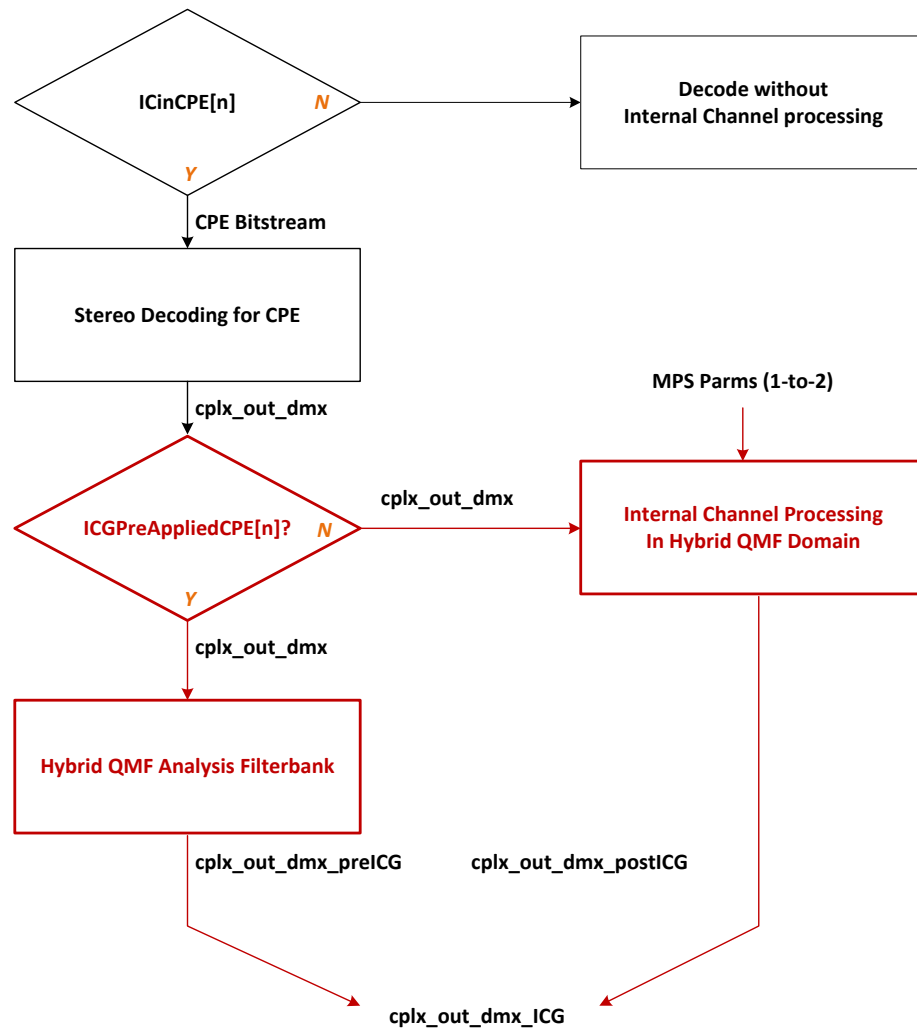 ICinCPE[n]
N
Y
Decode without
Internal Channel processing
CPE Bitstream
Stereo Decoding for CPE
cplx_out_dmx
MPS Parms (1-to-2)
ICGPreAppliedCPE[n]?
N
Y
cplx_out_dmx
Internal Channel Processing
In Hybrid QMF Domain
cplx_out_dmx
Hybrid QMF Analysis Filterbank
cplx_out_dmx_preICG
cplx_out_dmx_postICG
cplx_out_dmx_ICG